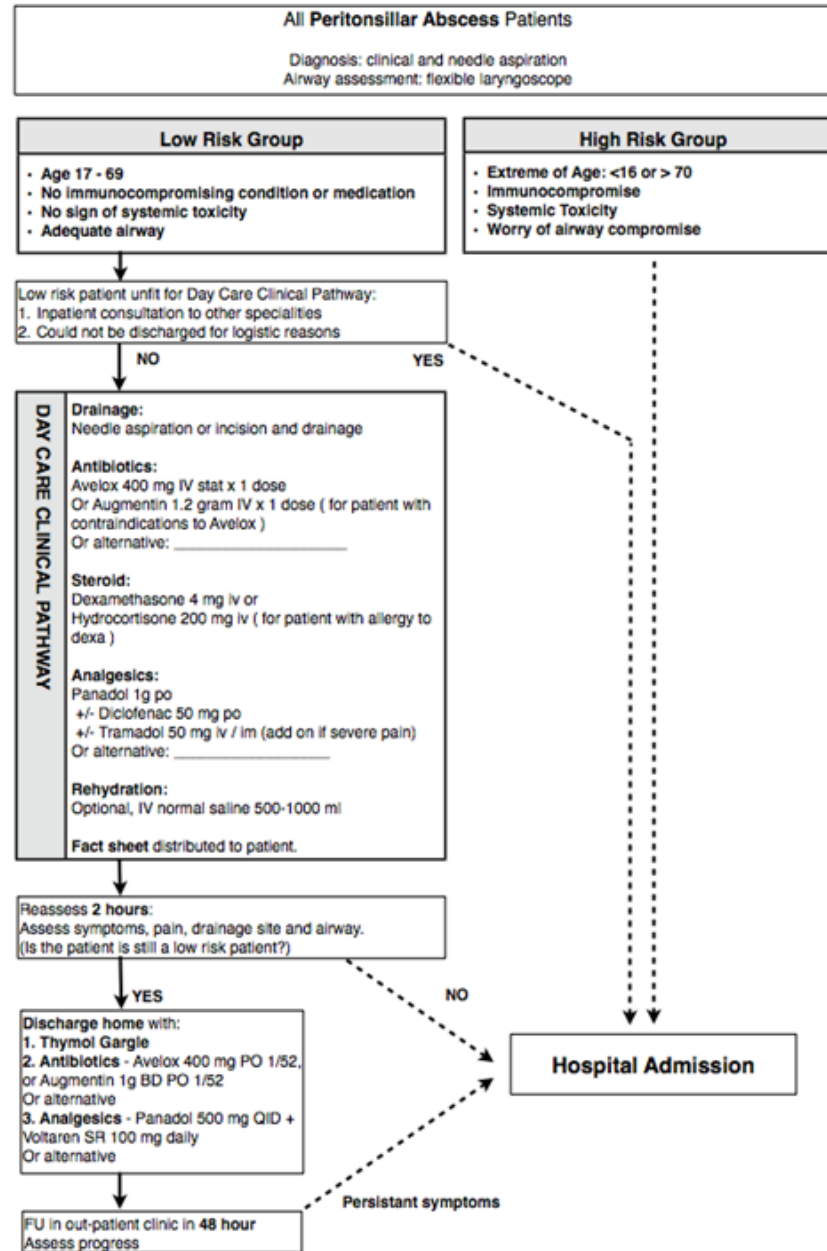 All Peritonsillar Abscess Patients
Diagnosis: clinical and needle aspiration
Airway assessment: flexible laryngoscope
Low Risk Group
• Age 17 - 69
• No immunocompromising condition or medication
• No sign of systemic toxicity
• Adequate airway
High Risk Group
• Extreme of Age: <16 or > 70
• Immunocompromise
• Systemic Toxicity
• Worry of airway compromise
Low risk patient unfit for Day Care Clinical Pathway:
1. Inpatient consultation to other specialities
2. Could not be discharged for logistic reasons
NO
YES
DAY CARE CLINICAL PATHWAY
Drainage:
Needle aspiration or incision and drainage
Antibiotics:
Avelox 400 mg IV stat x 1 dose
Or Augmentin 1.2 gram IV x 1 dose ( for patient with
contraindications to Avelox )
Or alternative: ____________________
Steroid:
Dexamethasone 4 mg iv or
Hydrocortisone 200 mg iv ( for patient with allergy to
dexa )
Analgesics:
Panadol 1g po
+/- Diclofenac 50 mg po
+/- Tramadol 50 mg iv / im (add on if severe pain)
Or alternative: __________________
Rehydration:
Optional, IV normal saline 500-1000 ml
Fact sheet distributed to patient.
Reassess 2 hours:
Assess symptoms, pain, drainage site and airway.
(Is the patient is still a low risk patient?)
YES
NO
Discharge home with:
1. Thymol Gargle
2. Antibiotics - Avelox 400 mg PO 1/52,
or Augmentin 1g BD PO 1/52
Or alternative
3. Analgesics - Panadol 500 mg QID +
Voltaren SR 100 mg daily
Or alternative
Hospital Admission
Persistant symptoms
FU in out-patient clinic in 48 hour
Assess progress